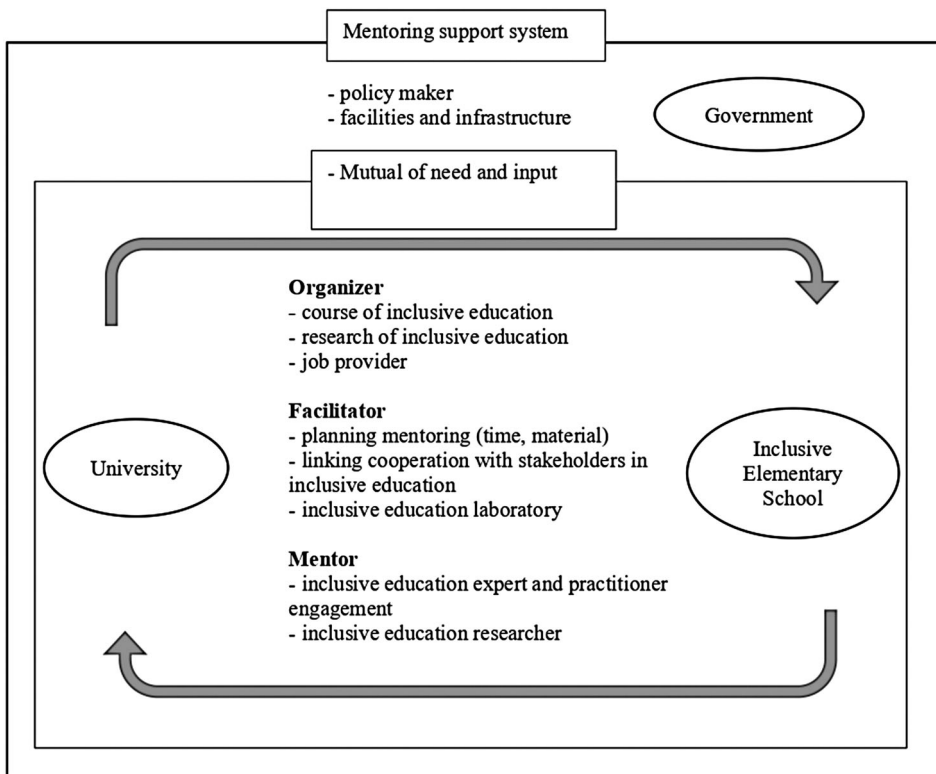 Mentoring support system
- policy maker
- facilities and infrastructure
Government
- Mutual of need and input
Organizer
- course of inclusive education
- research of inclusive education
- job provider
Facilitator
- planning mentoring (time, material)
- linking cooperation with stakeholders in
inclusive education
- inclusive education laboratory
University
Inclusive
Elementary
School
Mentor
- inclusive education expert and practitioner
engagement
- inclusive education researcher